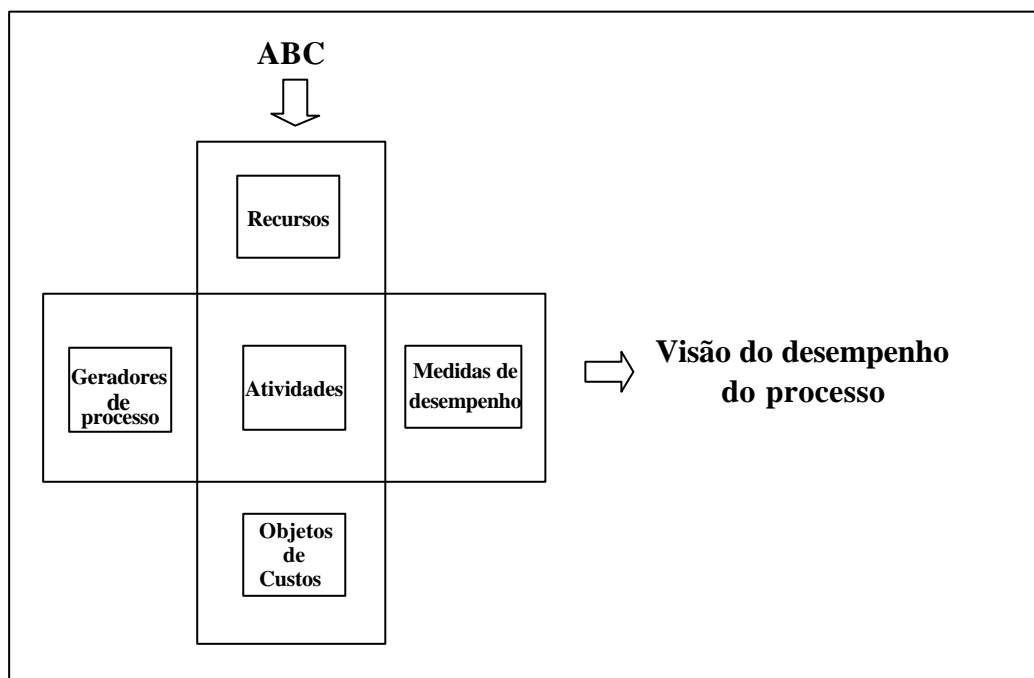 ABC
Recursos
Geradores
de
processo
Atividades
Medidas de
desempenho
Visão do desempenho
do processo
Objetos
de
Custos